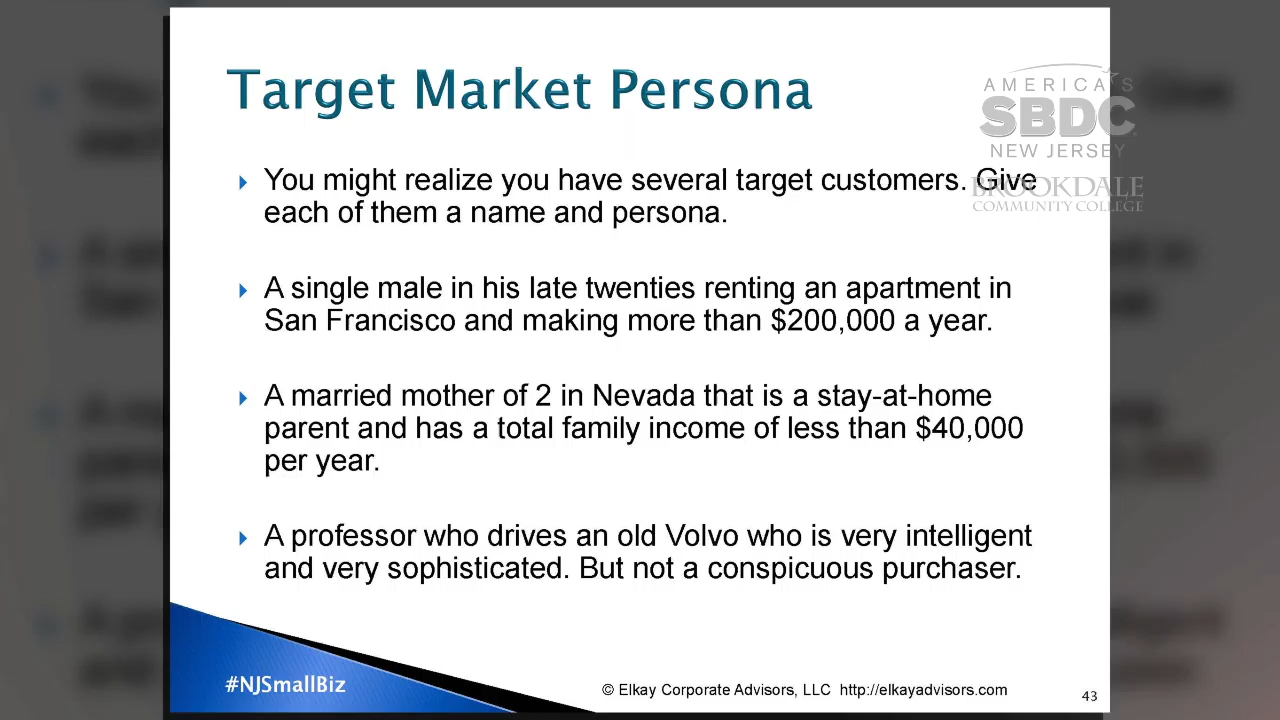 Target Market Persona
AMERICA'S
SBDC
NEW JERSEY
BROOKDALE
COMMUNITY COLLEGE
You might realize you have several target customers. Give
each of them a name and persona.
A single male in his late twenties renting an apartment in
San Francisco and making more than $200,000 a year.
A married mother of 2 in Nevada that is a stay-at-home
parent and has a total family income of less than $40,000
per year.
A professor who drives an old Volvo who is very intelligent
and very sophisticated. But not a conspicuous purchaser.
#NJSmallBiz
© Elkay Corporate Advisors, LLC http://elkayadvisors.com
43